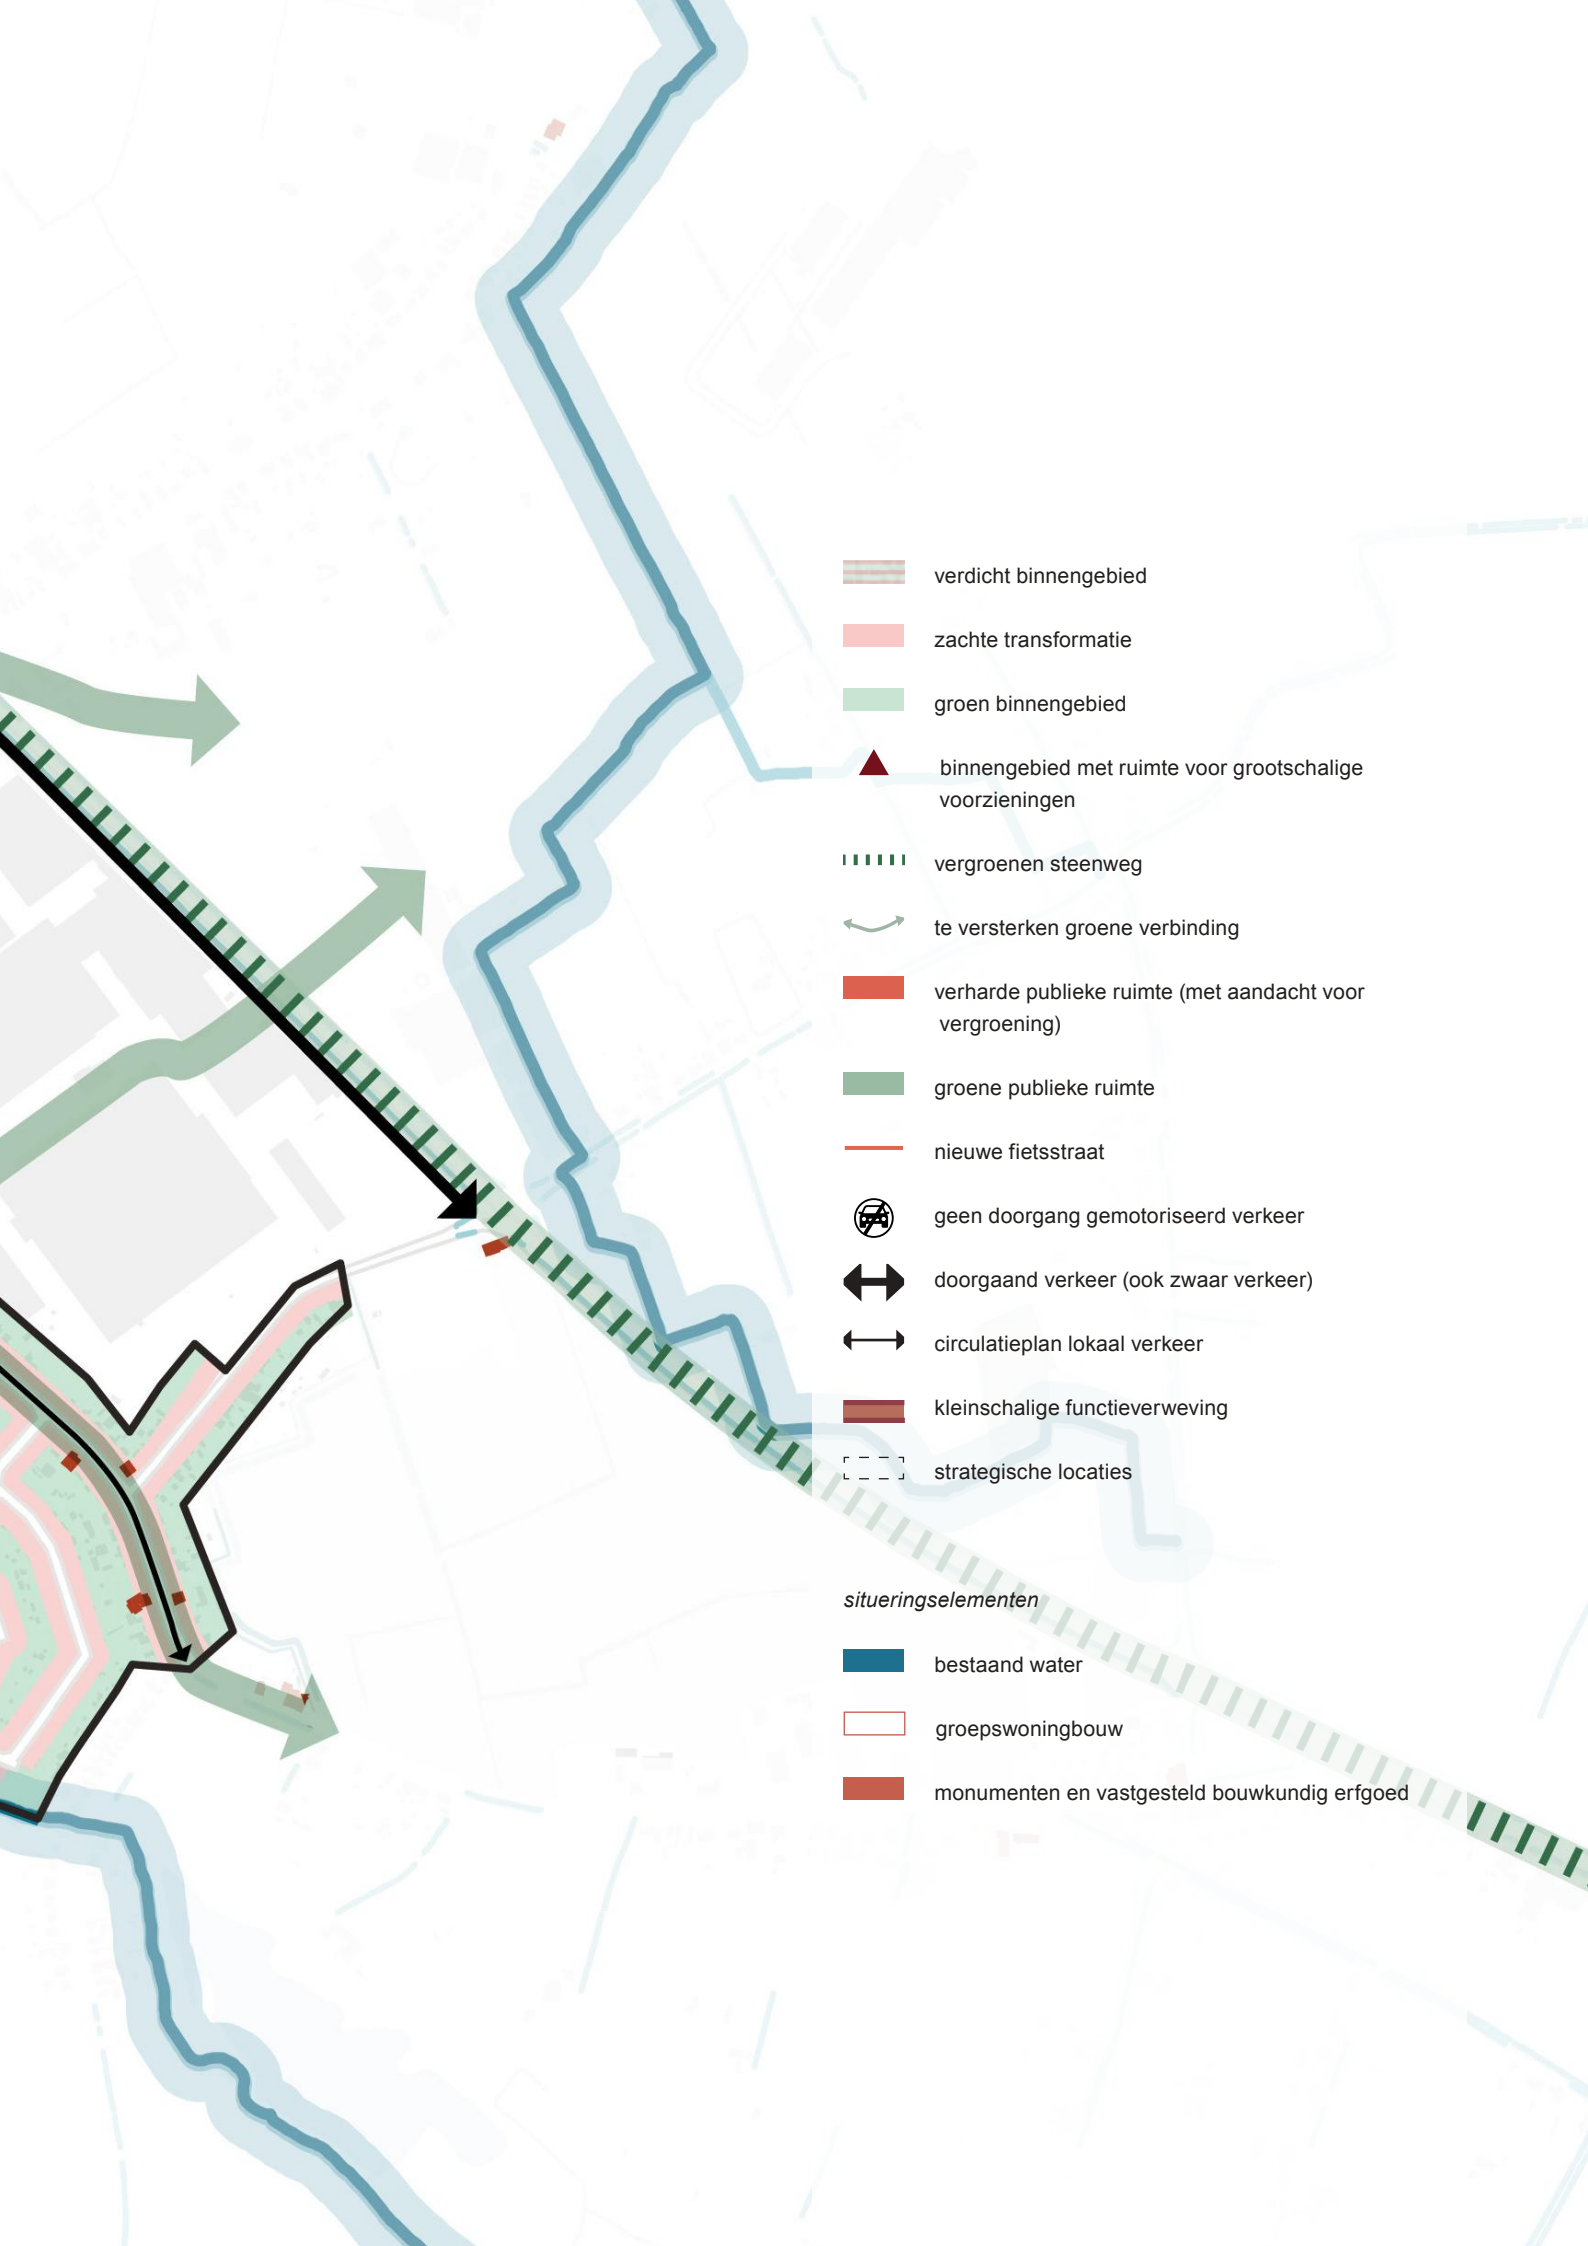 verdicht binnengebied
zachte transformatie
groen binnengebied
binnengebied met ruimte voor grootschalige
voorzieningen
vergroenen steenweg
te versterken groene verbinding
verharde publieke ruimte (met aandacht voor
vergroening)
groene publieke ruimte
nieuwe fietsstraat
geen doorgang gemotoriseerd verkeer
doorgaand verkeer (ook zwaar verkeer)
circulatieplan lokaal verkeer
kleinschalige functieverweving
strategische locaties
situeringselementen
bestaand water
groepswoningbouw
monumenten en vastgesteld bouwkundig erfgoed